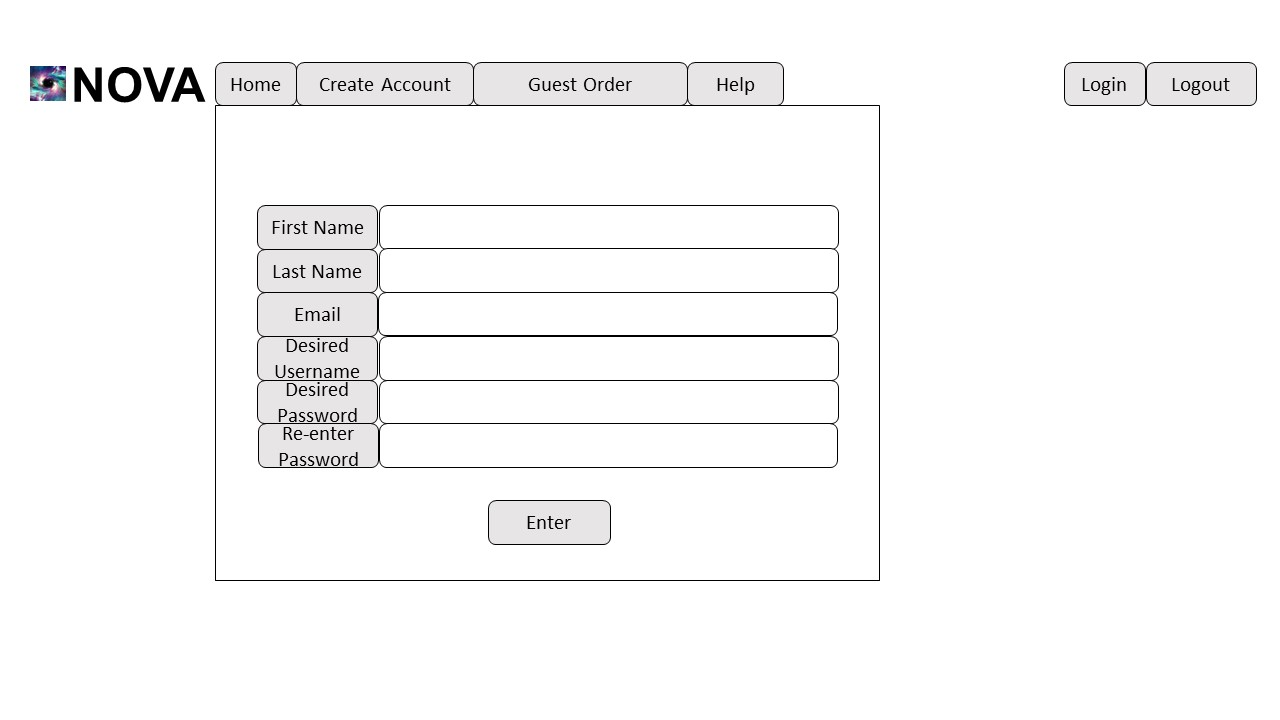 NOVA Home Create Account Guest Order Help Login Logout
First Name
Last Name
Email
Desired
Username
Desired
Password
Re-enter
Password
Enter